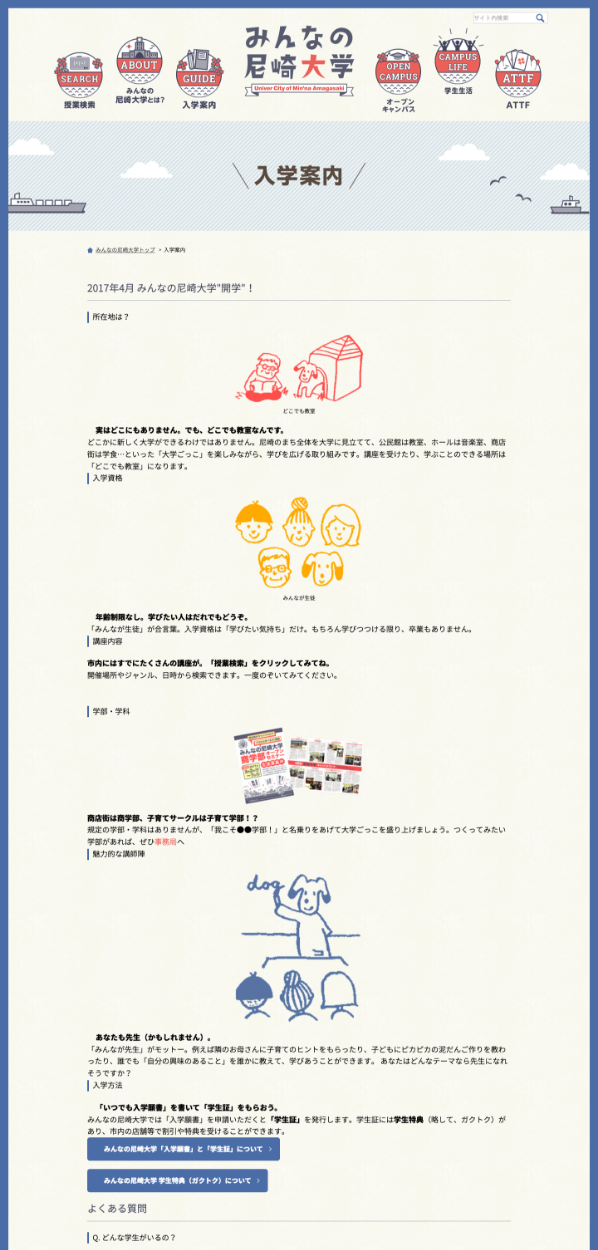 サイト内検索
SEARCH
授業検索
ABOUT
みんなの
尼崎大学とは?
GUIDE
入学案内
みんなの
尼崎大学
Univer City of Min'na Amagasaki
OPEN
CAMPUS
オープン
キャンパス
CAMPUS
LIFE
学生生活
ATTF
ATTF
入学案内
みんなの尼崎大学トップ > 入学案内
2017年4月 みんなの尼崎大学"開学"!
所在地は?
どこでも教室
実はどこにもありません。でも、どこでも教室なんです。
どこかに新しく大学ができるわけではありません。尼崎のまち全体を大学に見立てて、公民館は教室、ホールは音楽室、商店
街は学食…といった「大学ごっこ」を楽しみながら、学びを広げる取り組みです。講座を受けたり、学ぶことのできる場所は
「どこでも教室」になります。
入学資格
みんなが生徒
年齢制限なし。学びたい人はだれでもどうぞ。
「みんなが生徒」が合言葉。入学資格は「学びたい気持ち」だけ。もちろん学びつつける限り、卒業もありません。
講座内容
市内にはすでにたくさんの講座が。「授業検索」をクリックしてみてね。
開催場所やジャンル、日時から検索できます。一度のぞいてみてください。
学部・学科
みんなの尼崎大学
商学部
商店街は商学部、子育てサークルは子育て学部!?
規定の学部・学科はありませんが、「我こそ●●学部!」と名乗りをあげて大学ごっこを盛り上げましょう。つくってみたい
学部があれば、ぜひ事務局へ
魅力的な講師陣
dog
あなたも先生(かもしれません)。
「みんなが先生」がモットー。例えば隣のお母さんに子育てのヒントをもらったり、子どもにピカピカの泥だんご作りを教わ
ったり、誰でも「自分の興味のあること」を誰かに教えて、学びあうことができます。 あなたはどんなテーマなら先生になれ
そうですか?
入学方法
「いつでも入学願書」を書いて「学生証」をもらおう。
みんなの尼崎大学では「入学願書」を申請いただくと「学生証」を発行します。学生証には学生特典(略して、ガクトク)が
あり、市内の店舗等で割引や特典を受けることができます。
みんなの尼崎大学「入学願書」と「学生証」について
みんなの尼崎大学 学生特典(ガクトク)について
よくある質問
Q. どんな学生がいるの?